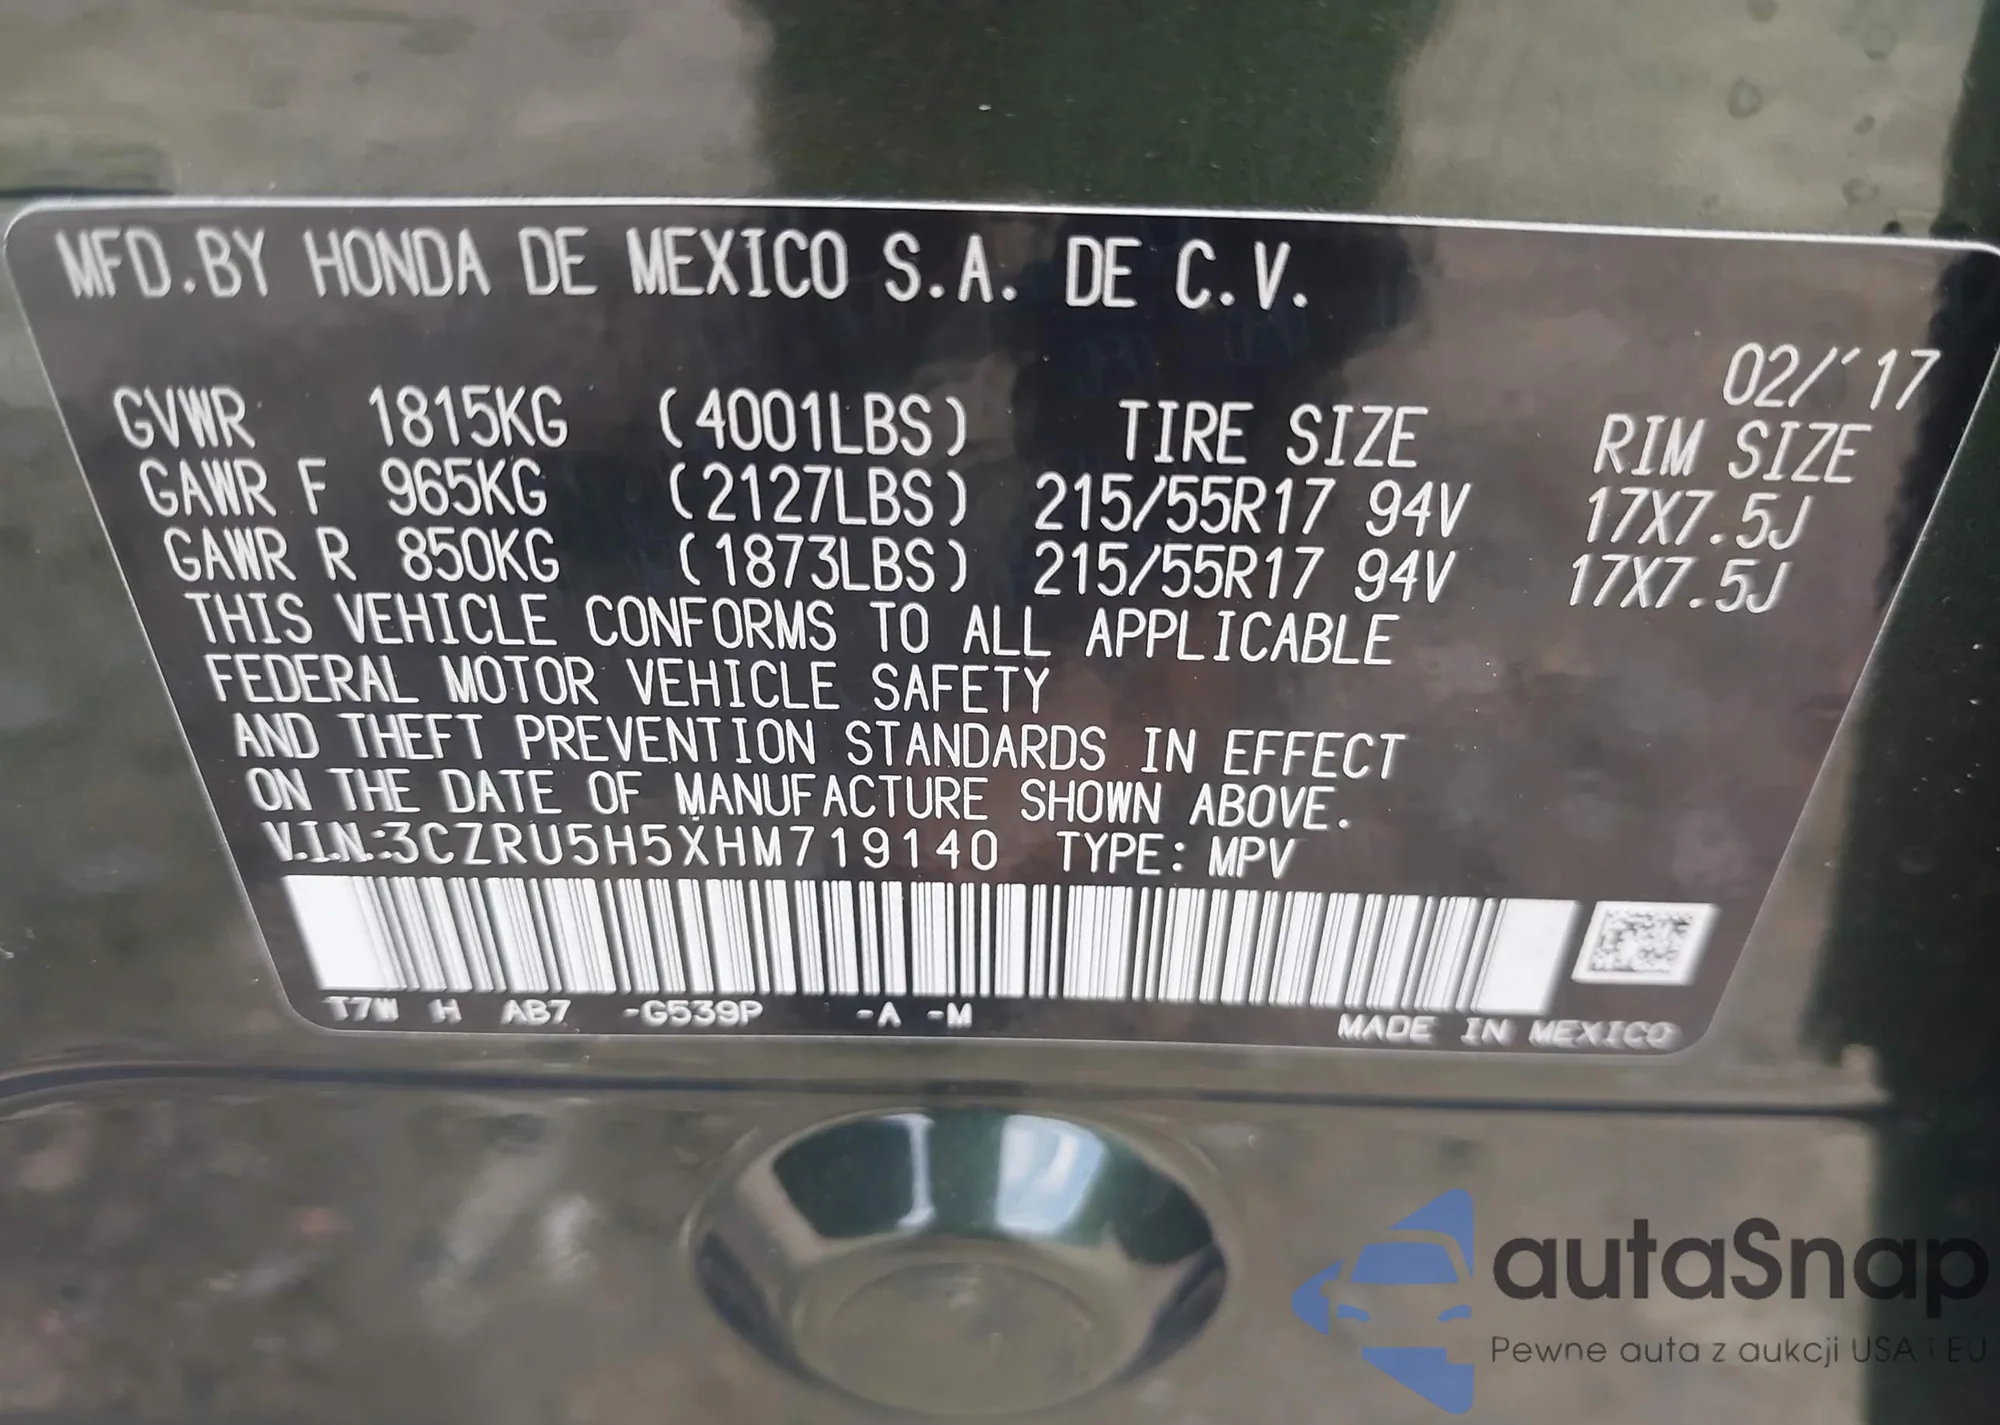 MFD.BY HONDA DE MEXICO S.A. DE C.V.
02/'17
GVWR 1815KG (4001LBS) TIRE SIZE RIM SIZE
GAWR F 965KG (2127LBS) 215/55R17 94V 17X7.5J
GAWR R 850KG (1873LBS) 215/55R17 94V 17X7.5J
THIS VEHICLE CONFORMS TO ALL APPLICABLE
FEDERAL MOTOR VEHICLE SAFETY
AND THEFT PREVENTION STANDARDS IN EFFECT
ON THE DATE OF MANUFACTURE SHOWN ABOVE.
V.I.N.:3CZRU5H5XHM719140 TYPE: MPV
T7W H AB7 -G539P -A -M
MADE IN MEXICO
autaSnap
Pewne auta z aukcji USA i EU